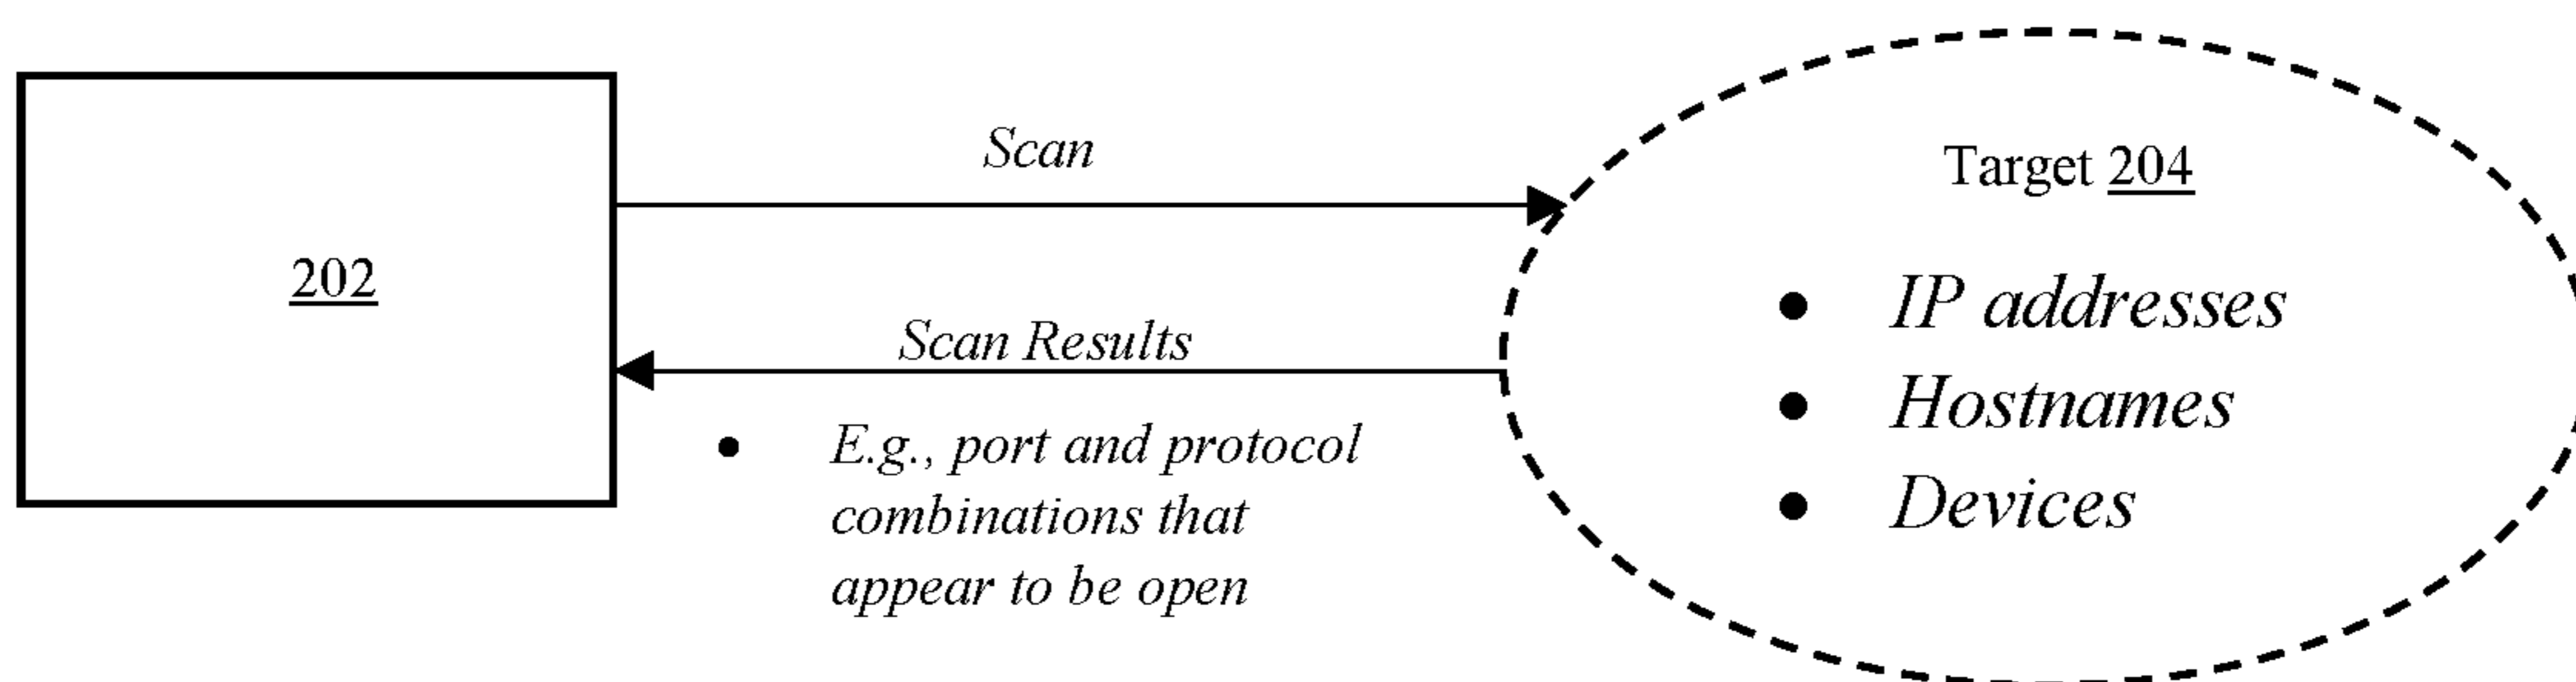 Scan
Target 204
202
Scan Results
• IP addresses
• Hostnames
• Devices
• E.g., port and protocol
combinations that
appear to be open